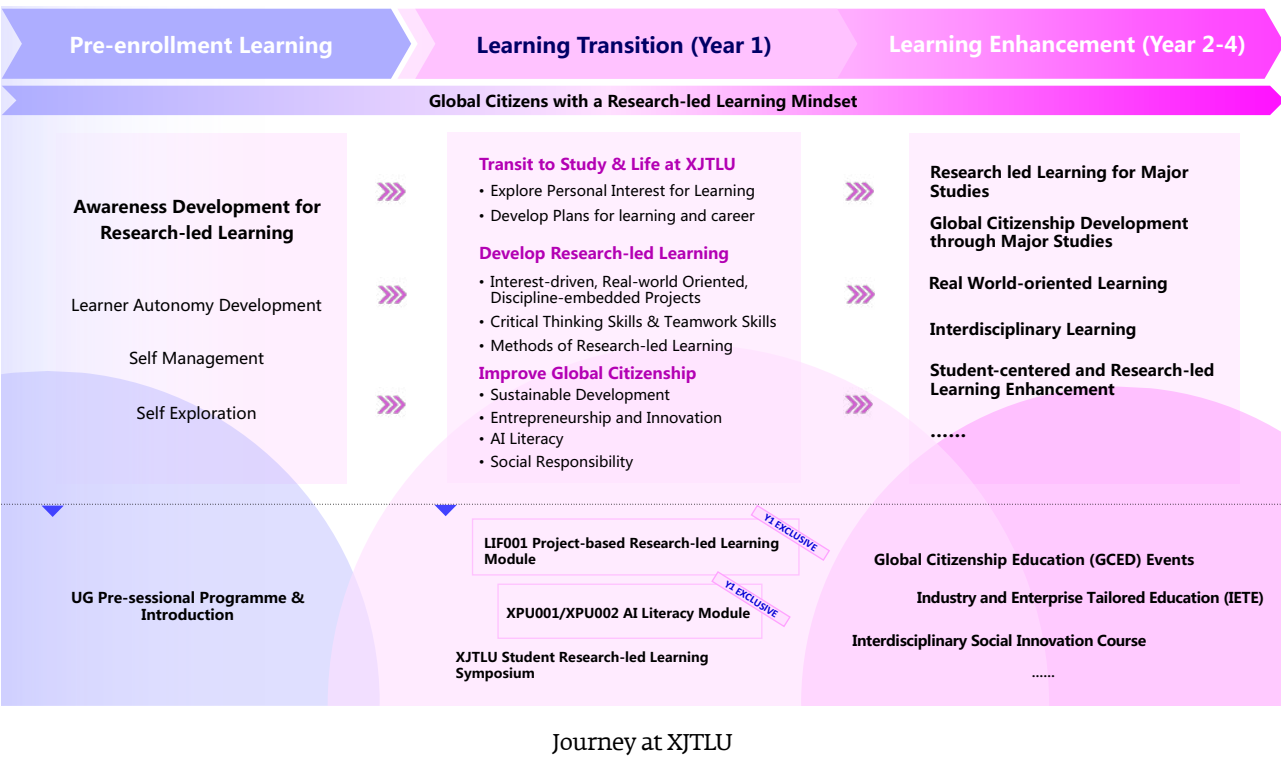 Pre-enrollment Learning
Learning Transition (Year 1)
Learning Enhancement (Year 2-4)
Global Citizens with a Research-led Learning Mindset
Awareness Development for
Research-led Learning
Learner Autonomy Development
Self Management
Self Exploration
Transit to Study & Life at XJTLU
• Explore Personal Interest for Learning
• Develop Plans for learning and career
Develop Research-led Learning
• Interest-driven, Real-world Oriented,
Discipline-embedded Projects
• Critical Thinking Skills & Teamwork Skills
• Methods of Research-led Learning
Improve Global Citizenship
• Sustainable Development
• Entrepreneurship and Innovation
• AI Literacy
• Social Responsibility
Research led Learning for Major
Studies
Global Citizenship Development
through Major Studies
Real World-oriented Learning
Interdisciplinary Learning
Student-centered and Research-led
Learning Enhancement
......
UG Pre-sessional Programme &
Introduction
Y1 EXCLUSIVE
LIF001 Project-based Research-led Learning
Module
Y1 EXCLUSIVE
XPU001/XPU002 AI Literacy Module
XJTLU Student Research-led Learning
Symposium
Global Citizenship Education (GCED) Events
Industry and Enterprise Tailored Education (IETE)
Interdisciplinary Social Innovation Course
......
Journey at XJTLU